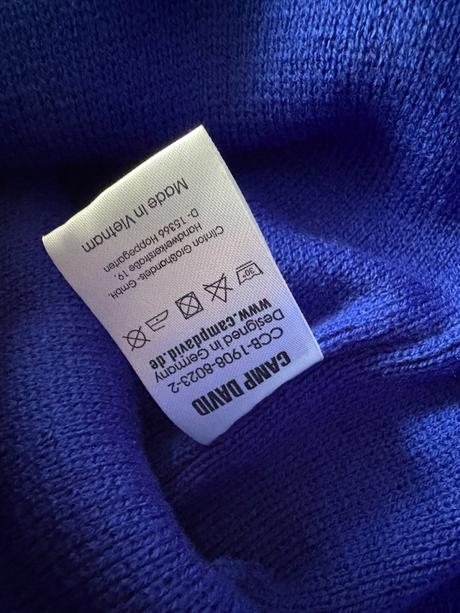 CAMP DAVID
CCB-1908-8023-2
Designed in Germany
www.campdavid.de
30°
Clinton Großhandels- GmbH,
Handwerkerstraße 19,
D- 15366 Hoppegarten
Made in Vietnam